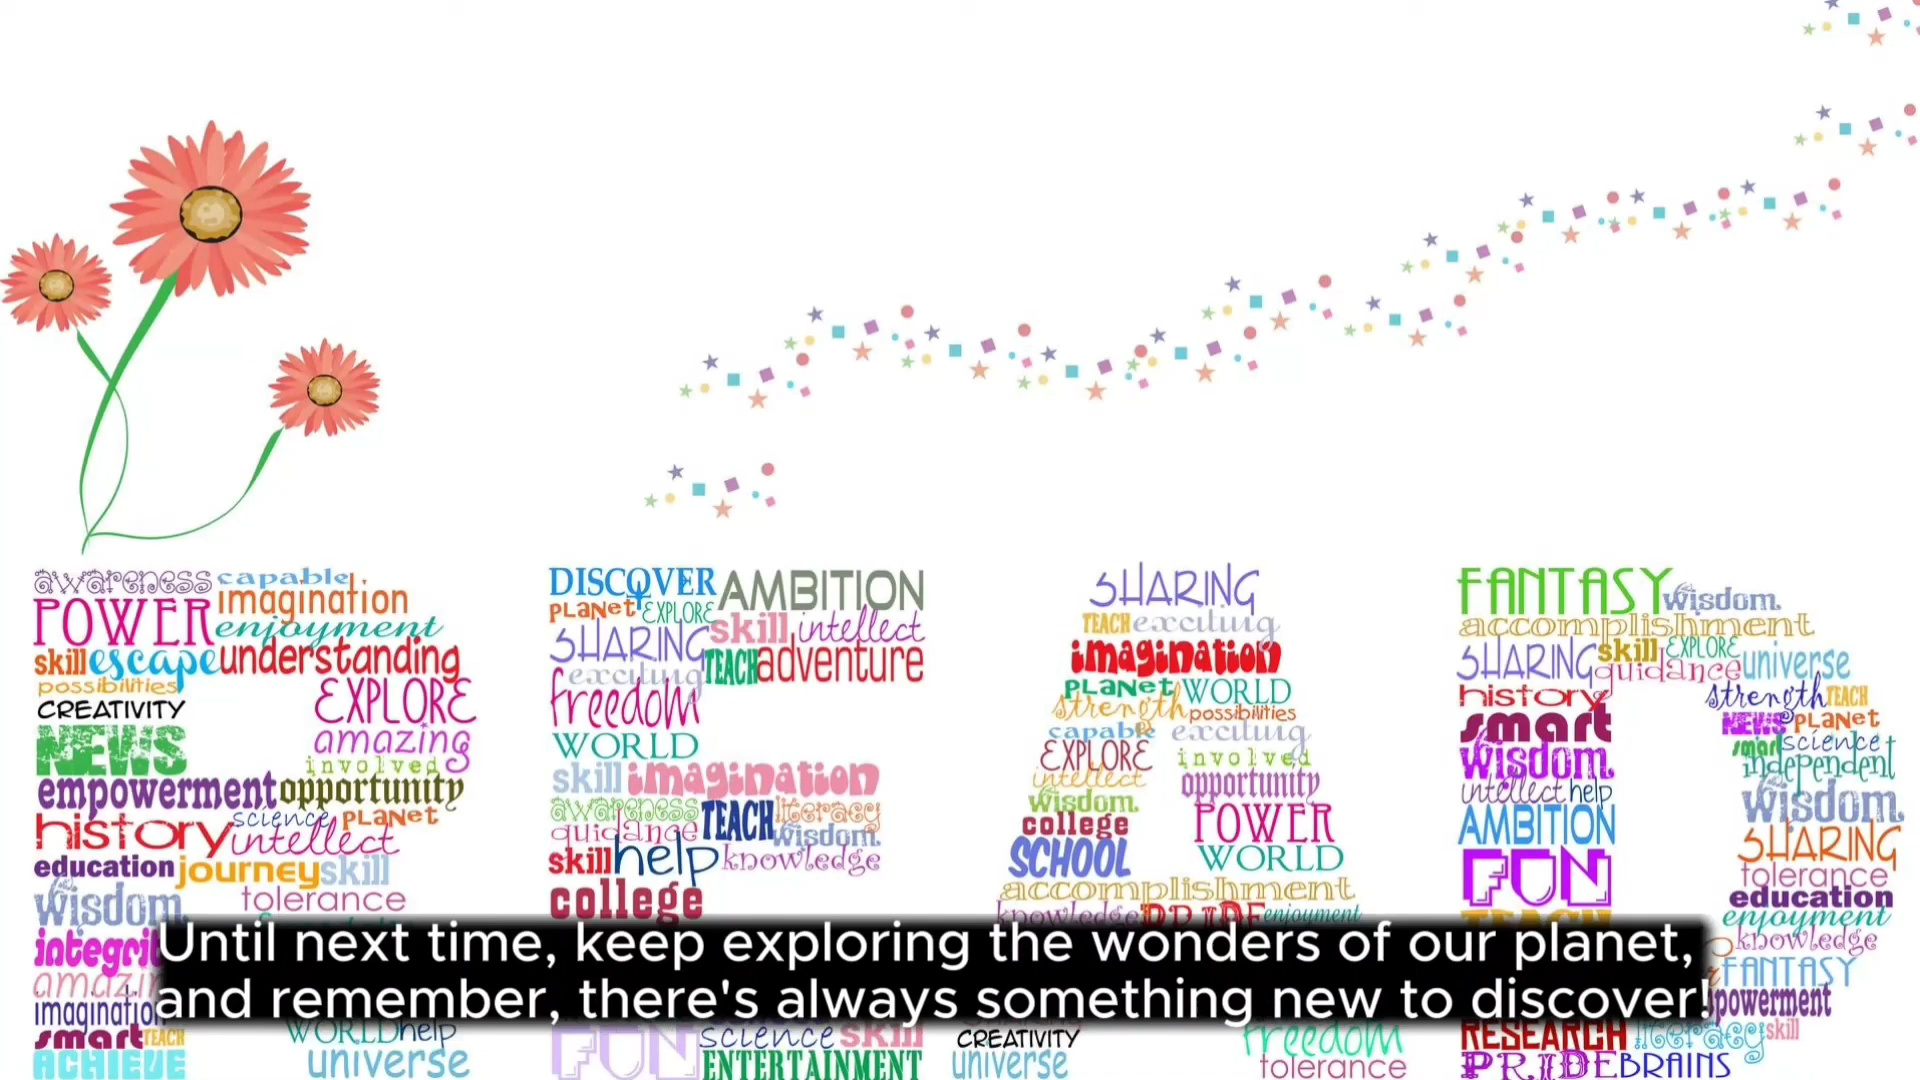 awareness capable
POWER imagination
enjoyment
skill escape understanding
possibilities
CREATIVITY EXPLORE
NEWS amazing
involved
empowerment opportunity
history science PLANET
intellect
education journey skill
wisdom tolerance
amazing
imagination
smart TEACH WORLD help
ACHIEVE universe
DISCOVER AMBITION
PLANET EXPLORE
SHARING skill intellect
exciting TEACH adventure
freedom
WORLD
skill imagination
awareness TEACH literacy
guidance wisdom
skill help knowledge
college
FUN science skill
ENTERTAINMENT
SHARING
TEACH exciting
imagination
PLANET WORLD
strength possibilities
capable exciting
EXPLORE involved
intellect opportunity
wisdom
college POWER
SCHOOL WORLD
accomplishment
knowledge PRIDE enjoyment
CREATIVITY freedom
universe tolerance
FANTASY wisdom
accomplishment
SHARING skill EXPLORE
guidance universe
history strength TEACH
smart NEWS PLANET
smart science
wisdom independent
intellect help wisdom
AMBITION SHARING
FUN tolerance
education
TEACH enjoyment
knowledge
FANTASY
RESEARCH literacy skill
PRIDE BRAINS
Until next time, keep exploring the wonders of our planet,
and remember, there's always something new to discover!